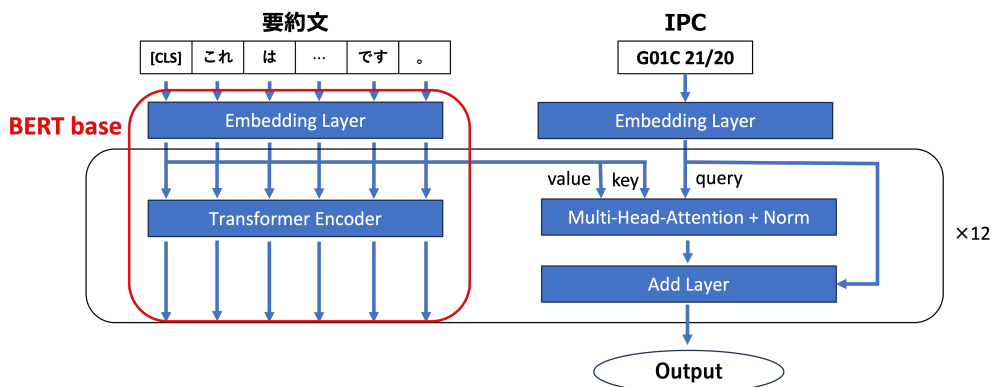 要約文
IPC
[CLS] これ は … です 。
G01C 21/20
BERT base
Embedding Layer
Embedding Layer
value key query
Transformer Encoder
Multi-Head-Attention + Norm
×12
Add Layer
Output